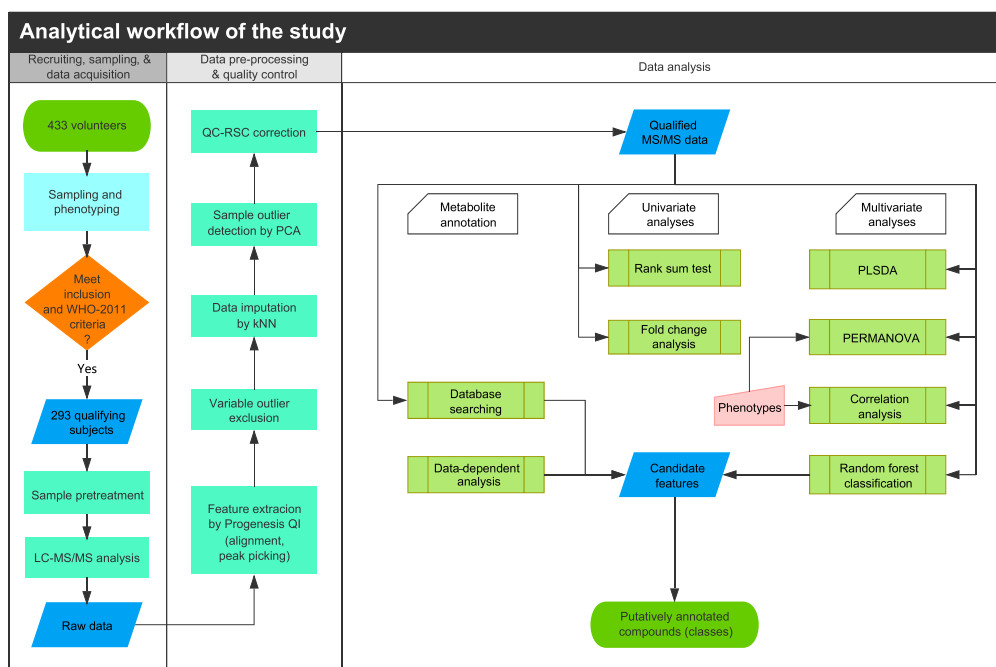 Analytical workflow of the study
Recruiting, sampling, &
data acquisition
Data pre-processing
& quality control
Data analysis
433 volunteers
Sampling and
phenotyping
Meet
inclusion
and WHO-2011
criteria
?
Yes
293 qualifying
subjects
Sample pretreatment
LC-MS/MS analysis
Raw data
QC-RSC correction
Sample outlier
detection by PCA
Data imputation
by kNN
Variable outlier
exclusion
Feature extracion
by Progenesis QI
(alignment,
peak picking)
Qualified
MS/MS data
Metabolite
annotation
Univariate
analyses
Multivariate
analyses
Rank sum test
PLSDA
Fold change
analysis
PERMANOVA
Database
searching
Phenotypes
Correlation
analysis
Data-dependent
analysis
Candidate
features
Random forest
classification
Putatively annotated
compounds (classes)